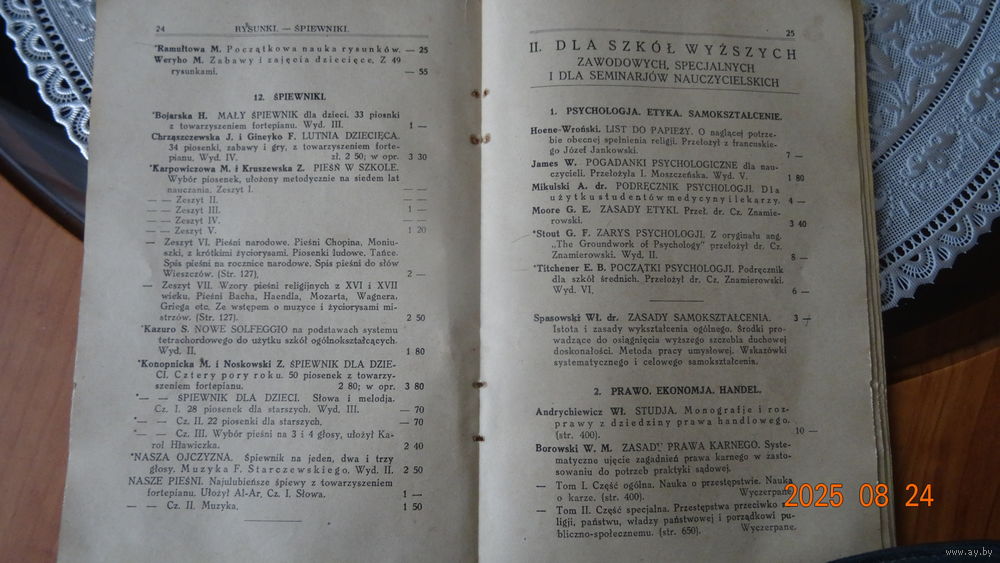 24 RYSUNKI. — ŚPIEWNIKI.
*Ramułtowa M. Początkowa nauka rysunków. — 25
Weryho M. Zabawy i zajęcia dziecięce. Z 49
rysunkami. — 55
12. ŚPIEWNIKI.
*Bojarska H. MAŁY ŚPIEWNIK dla dzieci. 33 piosnki
z towarzyszeniem fortepianu. Wyd. III. 1 —
Chrząszczewska J. i Gineyko F. LUTNIA DZIECIĘCA.
34 piosenki, zabawy i gry, z towarzyszeniem forte-
pianu. Wyd. IV. zł. 2 50; w opr. 3 30
*Karpowiczowa M. i Kruszewska Z. PIEŚŃ W SZKOLE.
Wybór piosenek, ułożony metodycznie na siedem lat
nauczania. Zeszyt I. — —
— — Zeszyt II. — —
— — Zeszyt III. 1 —
— — Zeszyt IV. — —
— — Zeszyt V. 1 20
— Zeszyt VI. Pieśni narodowe. Pieśni Chopina, Moniu-
szki, z krótkimi życiorysami. Piosenki ludowe. Tańce.
Spis pieśni na rocznice narodowe. Spis pieśni do słów
Wieszczów. (Str. 127). 2 —
— Zeszyt VII. Wzory pieśni religijnych z XVI i XVII
wieku. Pieśni Bacha, Haendla, Mozarta, Wagnera,
Griega etc. Ze wstępem o muzyce i życiorysami mi-
strzów. (Str. 127). 2 50
*Kazuro S. NOWE SOLFEGGIO na podstawach systemu
tetrachordowego do użytku szkół ogólnokształcących.
Wyd. II. 1 80
*Konopnicka M. i Noskowski Z. ŚPIEWNIK DLA DZIE-
CI. Cztery pory roku. 50 piosenek z towarzy-
szeniem fortepianu. 2 80; w opr. 3 80
*— — ŚPIEWNIK DLA DZIECI. Słowa i melodja.
Cz. I. 28 piosenek dla starszych. Wyd. III. — 70
*— — Cz. II. 22 piosenki dla starszych. — 70
*— — Cz. III. Wybór pieśni na 3 i 4 głosy, ułożył Ka-
rol Hławiczka. 2 40
*NASZA OJCZYZNA. Śpiewnik na jeden, dwa i trzy
głosy. Muzyka F. Starczewskiego. Wyd. II. 2 50
NASZE PIEŚNI. Najulubieńsze śpiewy z towarzyszeniem
fortepianu. Ułożył Al-Ar. Cz. I. Słowa. 1 —
— — Cz. II. Muzyka. 1 50
25
II. DLA SZKÓŁ WYŻSZYCH
ZAWODOWYCH, SPECJALNYCH
I DLA SEMINARJÓW NAUCZYCIELSKICH
1. PSYCHOLOGJA. ETYKA. SAMOKSZTAŁCENIE.
Hoene-Wroński. LIST DO PAPIEŻY. O naglącej potrze-
bie obecnej spełnienia religji. Przełożył z francuskie-
go Józef Jankowski. 7 —
James W. POGADANKI PSYCHOLOGICZNE dla nau-
czycieli. Przełożyła I. Moszczeńska. Wyd. V. 1 80
Mikulski A. dr. PODRĘCZNIK PSYCHOLOGJI. Dla
użytku studentów medycyny i lekarzy. 4 —
Moore G. E. ZASADY ETYKI. Przeł. dr. Cz. Znamie-
rowski. 3 40
*Stout G. F. ZARYS PSYCHOLOGJI. Z oryginału ang.
„The Groundwork of Psychology" przełożył dr. Cz.
Znamierowski. Wyd. II. 8 —
*Titchener E. B. POCZĄTKI PSYCHOLOGJI. Podręcznik
dla szkół średnich. Przełożył dr. Cz. Znamierowski.
Wyd. VI. 6 —
Spasowski Wł. dr. ZASADY SAMOKSZTAŁCENIA. 3 —
Istota i zasady wykształcenia ogólnego. Środki pro-
wadzące do osiągnięcia wyższego szczebla duchowej
doskonałości. Metoda pracy umysłowej. Wskazówki
systematycznego i celowego samokształcenia.
2. PRAWO. EKONOMJA. HANDEL.
Andrychiewicz Wł. STUDJA. Monografje i roz-
prawy z dziedziny prawa handlowego.
(str. 400). 10 —
Borowski W. M. ZASADY PRAWA KARNEGO. Syste-
matyczne ujęcie zagadnień prawa karnego w zasto-
sowaniu do potrzeb praktyki sądowej.
— Tom I. Część ogólna. Nauka o przestępstwie. Nauka
o karze. (str. 400). Wyczerpane.
— Tom II. Część specjalna. Przestępstwa przeciwko re-
ligji, państwu, władzy państwowej i porządkowi pu-
bliczno-społecznemu. (str. 650). Wyczerpane.
2025 08 24
www.ay.by